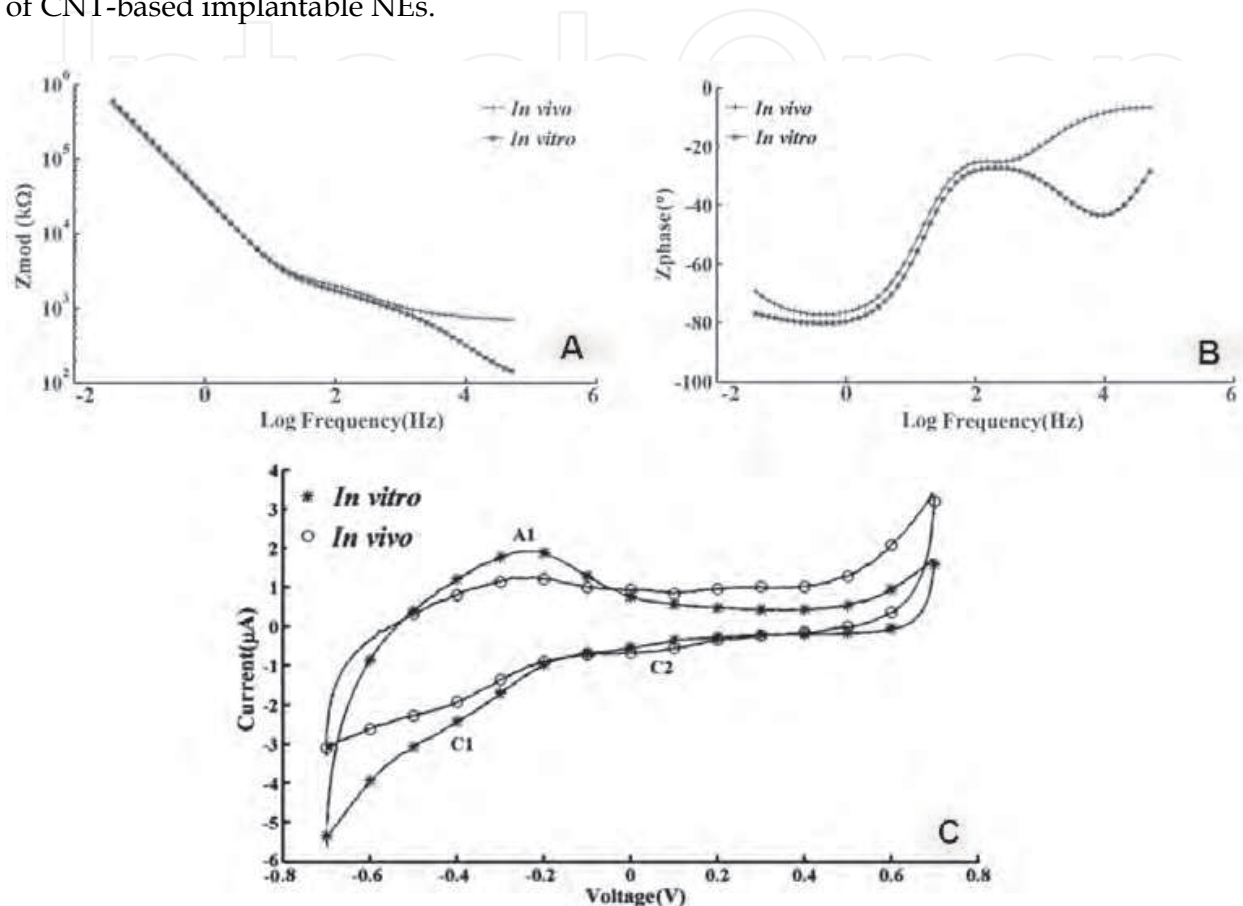 of CNT-based implantable NEs.
10⁶
10⁵
10⁴
10³
10²
Zmod (kΩ)
In vivo
In vitro
A
-2 0 2 4 6
Log Frequency(Hz)
0
-20
-40
-60
-80
-100
Zphase(°)
In vivo
In vitro
B
-2 0 2 4 6
Log Frequency(Hz)
4
3
2
1
0
-1
-2
-3
-4
-5
-6
Current(μA)
In vitro
In vivo
A1
C2
C1
C
-0.8 -0.6 -0.4 -0.2 0 0.2 0.4 0.6 0.8
Voltage(V)